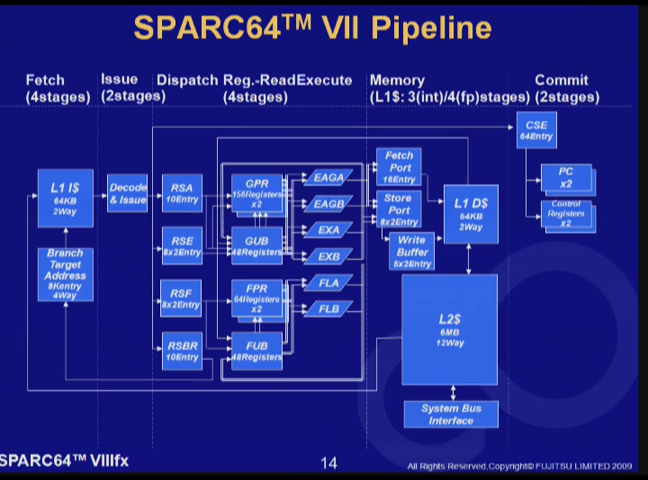 SPARC64™ VII Pipeline
Fetch
(4stages)
Issue
(2stages)
Dispatch Reg.-Read Execute
(4stages)
Memory
(L1$: 3(int)/4(fp)stages)
Commit
(2stages)
CSE
64Entry
PC
x2
Control
Registers
x2
L1 I$
64KB
2Way
Branch
Target
Address
8Kentry
4Way
Decode
& Issue
RSA
10Entry
RSE
8x2Entry
RSF
8x2Entry
RSBR
10Entry
GPR
156Registers
x2
GUB
48Registers
FPR
64Registers
x2
FUB
48Registers
EAGA
EAGB
EXA
EXB
FLA
FLB
Fetch
Port
16Entry
Store
Port
8x2Entry
Write
Buffer
5x2Entry
L1 D$
64KB
2Way
L2$
6MB
12Way
System Bus
Interface
SPARC64™ VIIIfx
14
All Rights Reserved,Copyright© FUJITSU LIMITED 2009